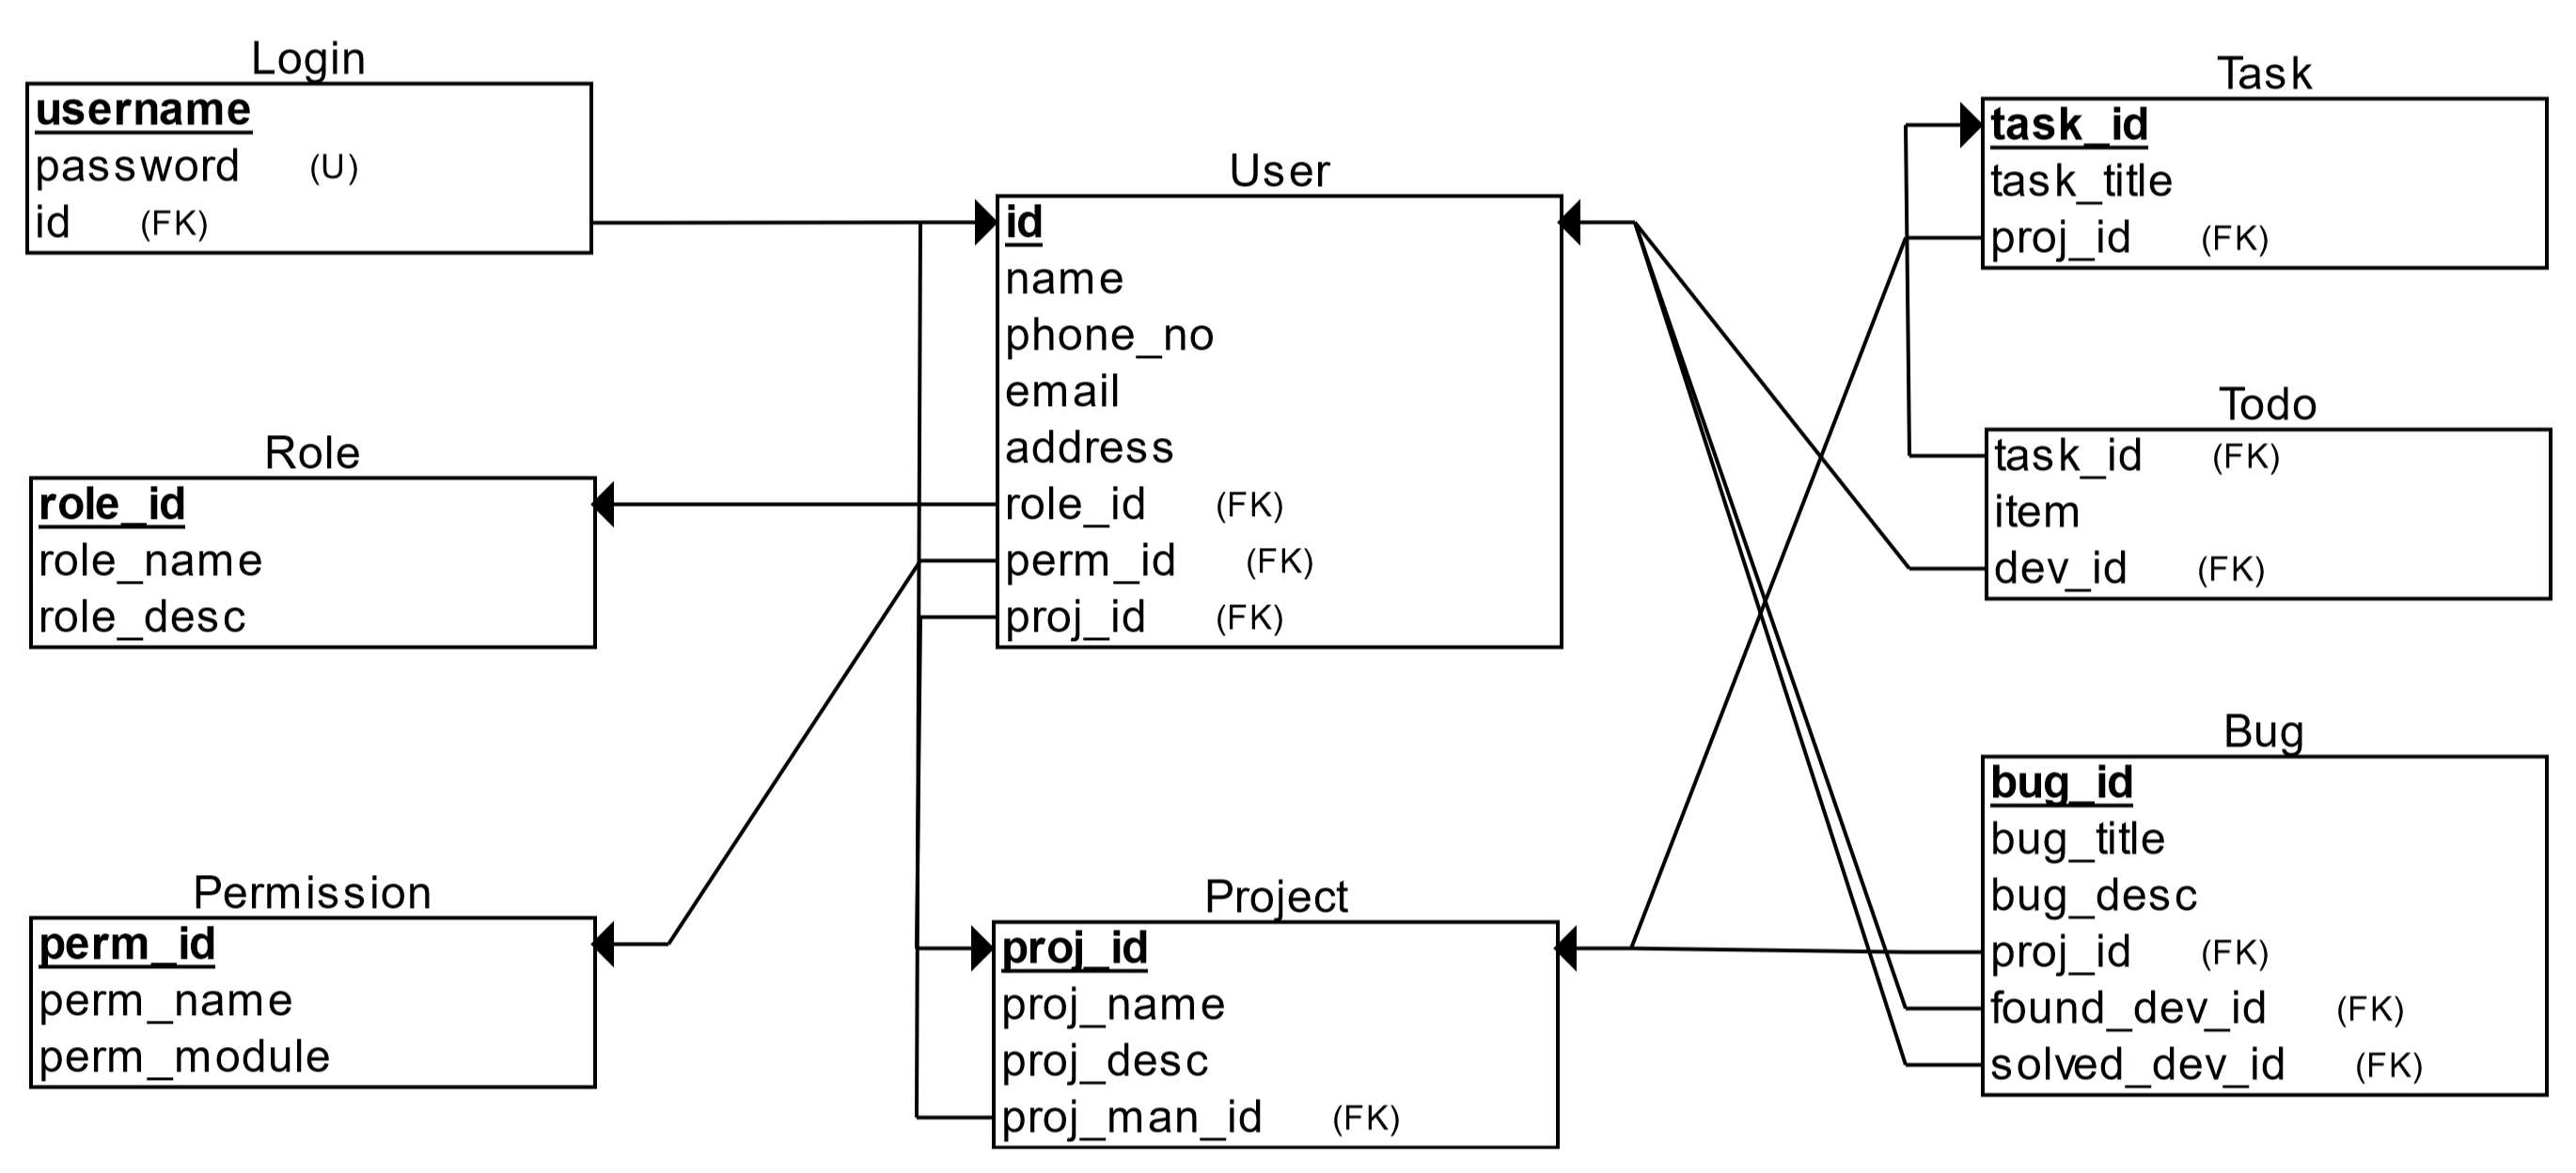 Login
username
password (U)
id (FK)
Role
role_id
role_name
role_desc
Permission
perm_id
perm_name
perm_module
User
id
name
phone_no
email
address
role_id (FK)
perm_id (FK)
proj_id (FK)
Project
proj_id
proj_name
proj_desc
proj_man_id (FK)
Task
task_id
task_title
proj_id (FK)
Todo
task_id (FK)
item
dev_id (FK)
Bug
bug_id
bug_title
bug_desc
proj_id (FK)
found_dev_id (FK)
solved_dev_id (FK)